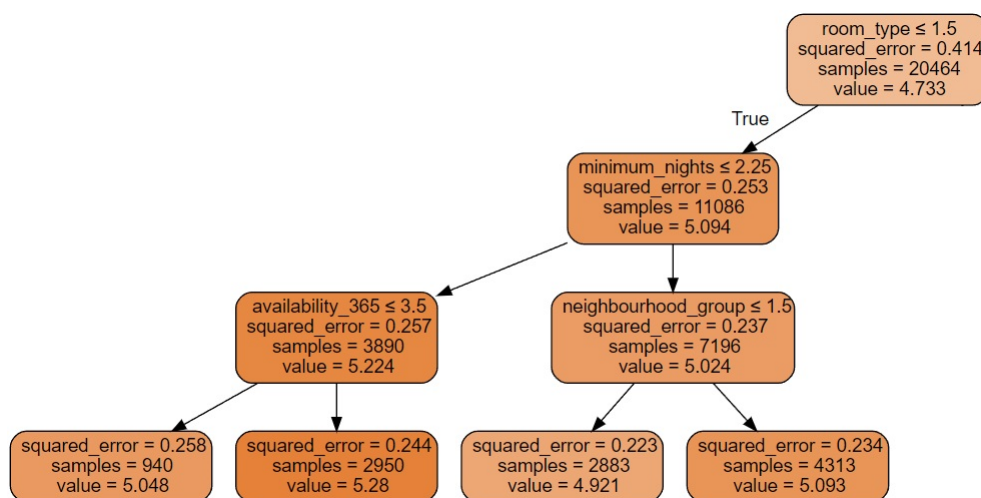 room_type ≤ 1.5
squared_error = 0.414
samples = 20464
value = 4.733
True
minimum_nights ≤ 2.25
squared_error = 0.253
samples = 11086
value = 5.094
availability_365 ≤ 3.5
squared_error = 0.257
samples = 3890
value = 5.224
neighbourhood_group ≤ 1.5
squared_error = 0.237
samples = 7196
value = 5.024
squared_error = 0.258
samples = 940
value = 5.048
squared_error = 0.244
samples = 2950
value = 5.28
squared_error = 0.223
samples = 2883
value = 4.921
squared_error = 0.234
samples = 4313
value = 5.093